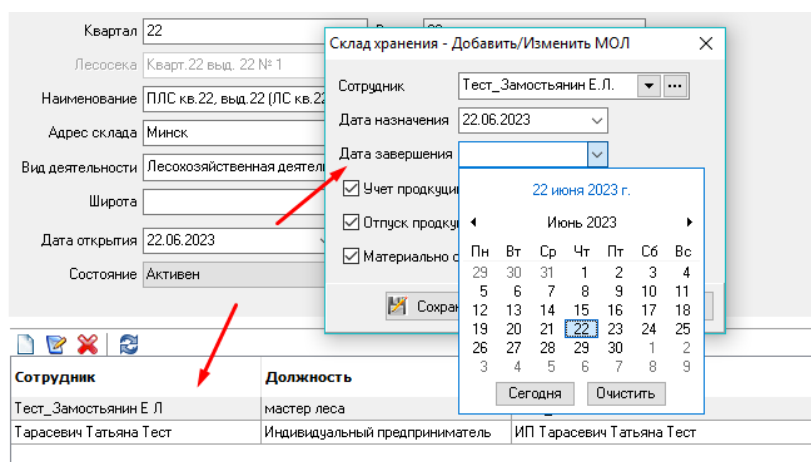 Квартал 22
Склад хранения - Добавить/Изменить МОЛ
Лесосека Кварт.22 выд. 22 № 1
Сотрудник Тест_Замостьянин Е.Л.
Наименование ПЛС кв.22, выд.22 (ЛС кв.22
Дата назначения 22.06.2023
Адрес склада Минск
Дата завершения
Вид деятельности Лесохозяйственная деятел
Учет продкуци
22 июня 2023 г.
Широта
Отпуск продку
Июнь 2023
Дата открытия 22.06.2023
Материально с
Пн Вт Ср Чт Пт Сб Вс
Состояние Активен
29 30 31 1 2 3 4
5 6 7 8 9 10 11
Сохра
12 13 14 15 16 17 18
19 20 21 22 23 24 25
26 27 28 29 30 1 2
3 4 5 6 7 8 9
Сегодня Очистить
Сотрудник Должность
Тест_Замостьянин Е Л мастер леса
Тарасевич Татьяна Тест Индивидуальный предприниматель ИП Тарасевич Татьяна Тест